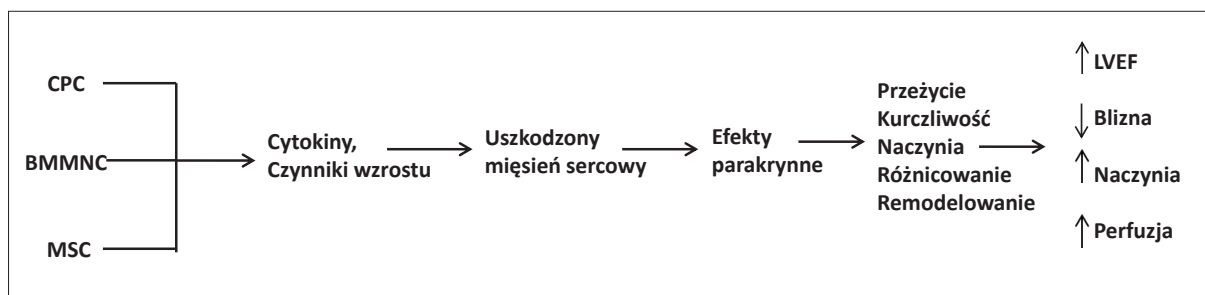 CPC
BMMNC
MSC
Cytokiny,
Czynniki wzrostu
Uszkodzony
mięsień sercowy
Efekty
parakrynne
Przeżycie
Kurczliwość
Naczynia
Różnicowanie
Remodelowanie
LVEF
Blizna
Naczynia
Perfuzja